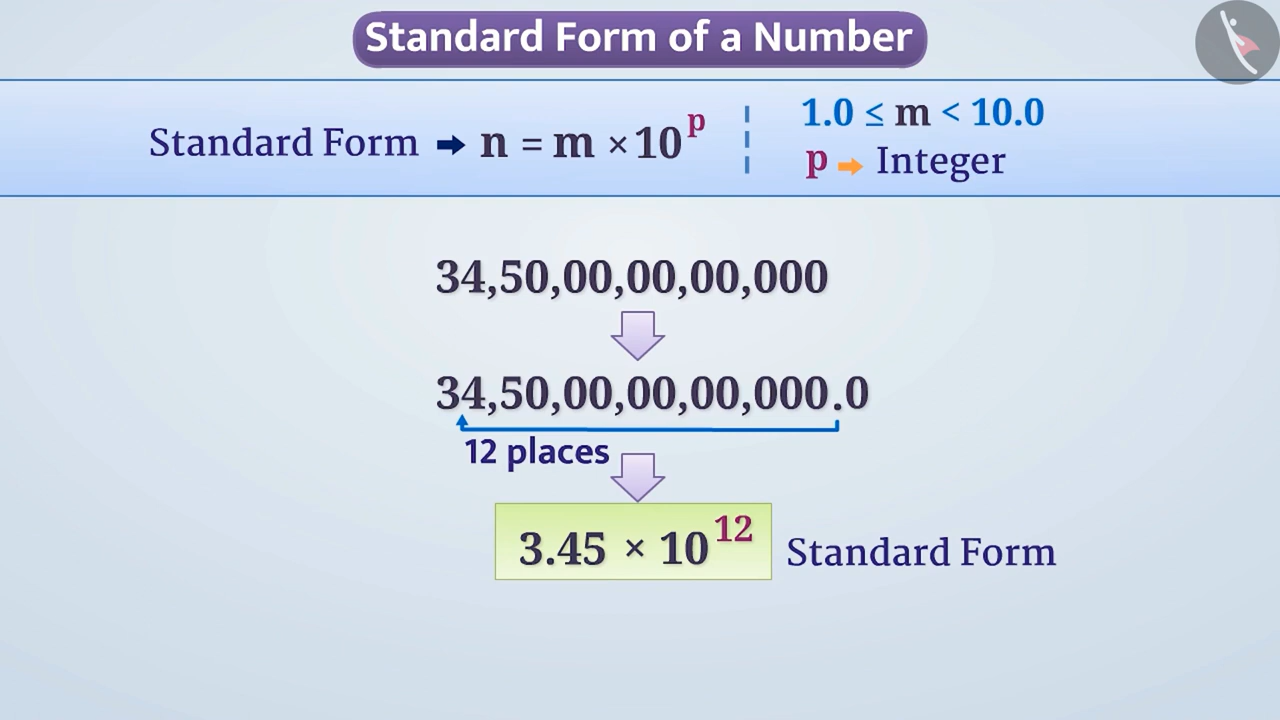 Standard Form of a Number
Standard Form → n = m × 10^p
1.0 ≤ m < 10.0
p → Integer
34,50,00,00,00,000
34,50,00,00,00,000.0
12 places
3.45 × 10^12 Standard Form